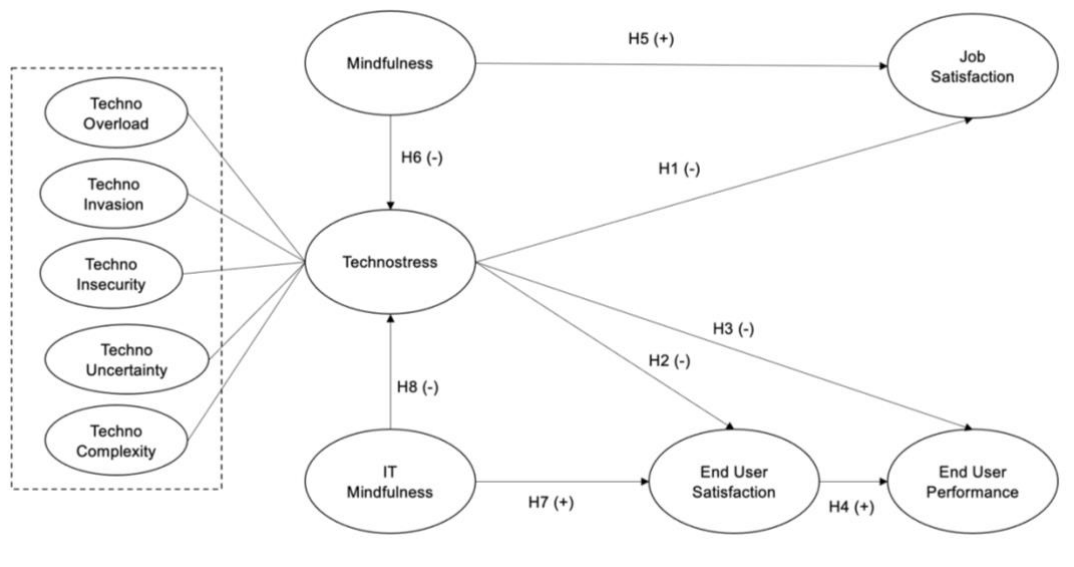 Mindfulness
H5 (+)
Job
Satisfaction
Techno
Overload
H6 (-)
H1 (-)
Techno
Invasion
Techno
Insecurity
Technostress
H3 (-)
Techno
Uncertainty
H2 (-)
H8 (-)
Techno
Complexity
IT
Mindfulness
H7 (+)
End User
Satisfaction
H4 (+)
End User
Performance